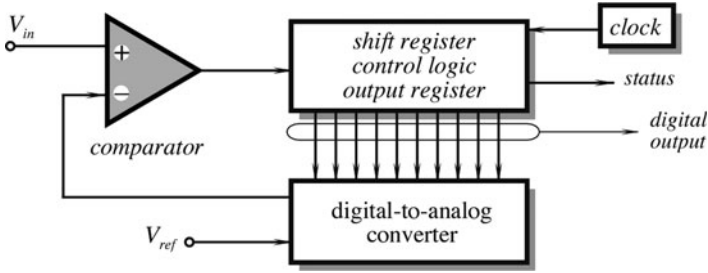 V_in
+
−
comparator
shift register
control logic
output register
clock
status
digital
output
digital-to-analog
converter
V_ref